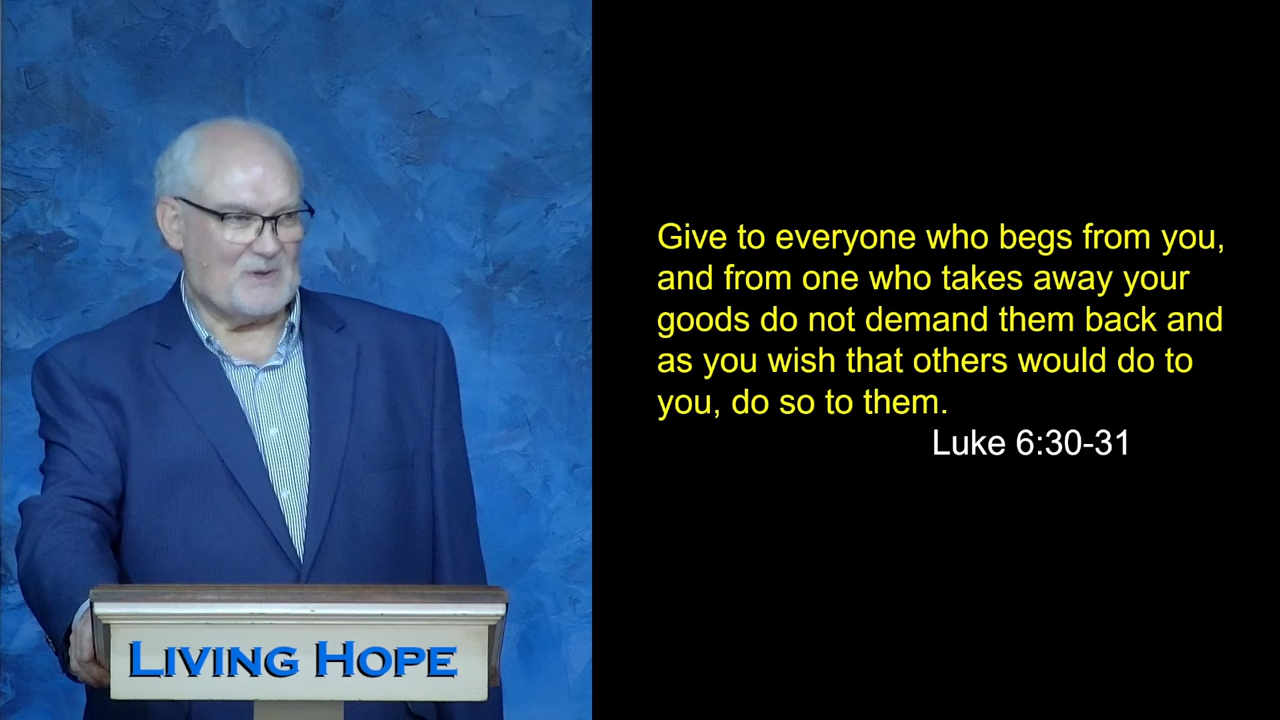 Give to everyone who begs from you,
and from one who takes away your
goods do not demand them back and
as you wish that others would do to
you, do so to them.
Luke 6:30-31
LIVING HOPE